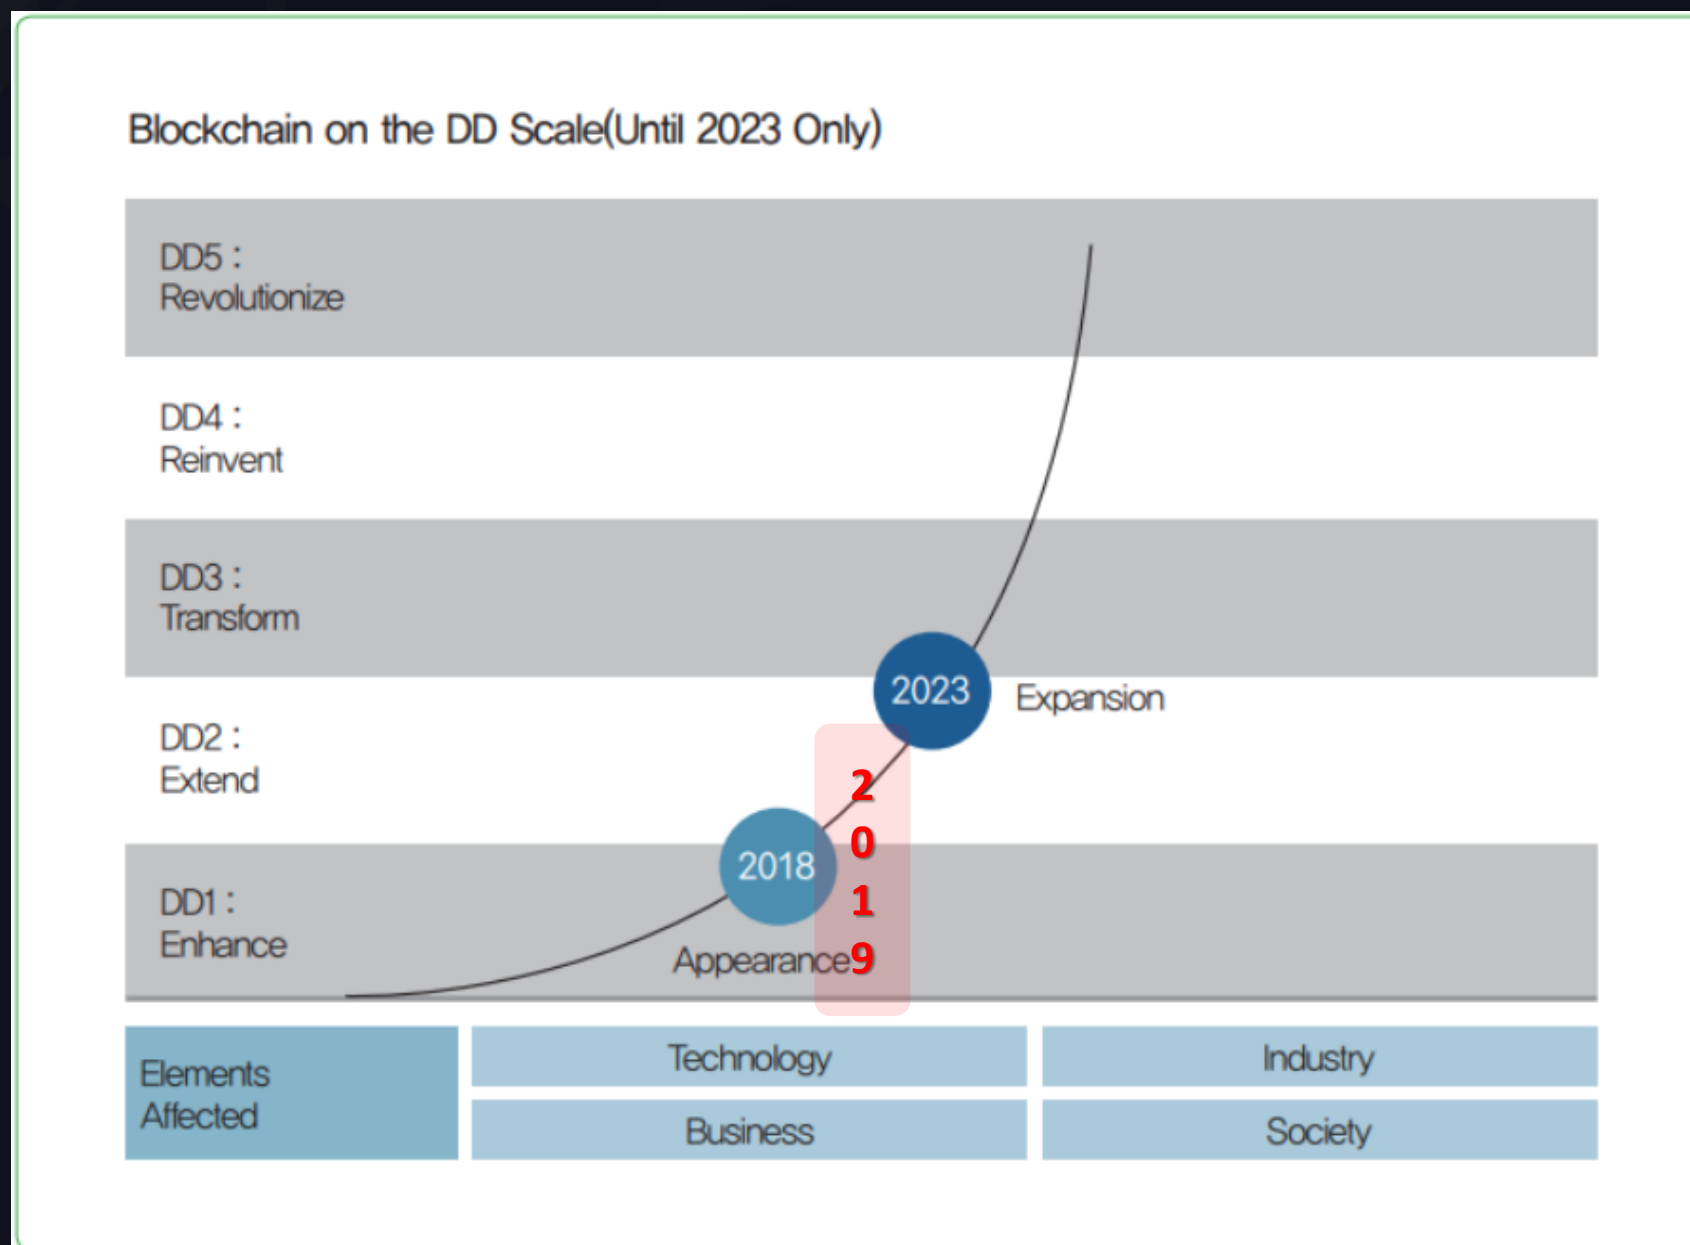 Blockchain on the DD Scale(Until 2023 Only)
DD5 :
Revolutionize
DD4 :
Reinvent
DD3 :
Transform
2023
Expansion
DD2 :
Extend
2018
2
0
1
9
DD1 :
Enhance
Appearance
Elements
Affected
Technology
Industry
Business
Society